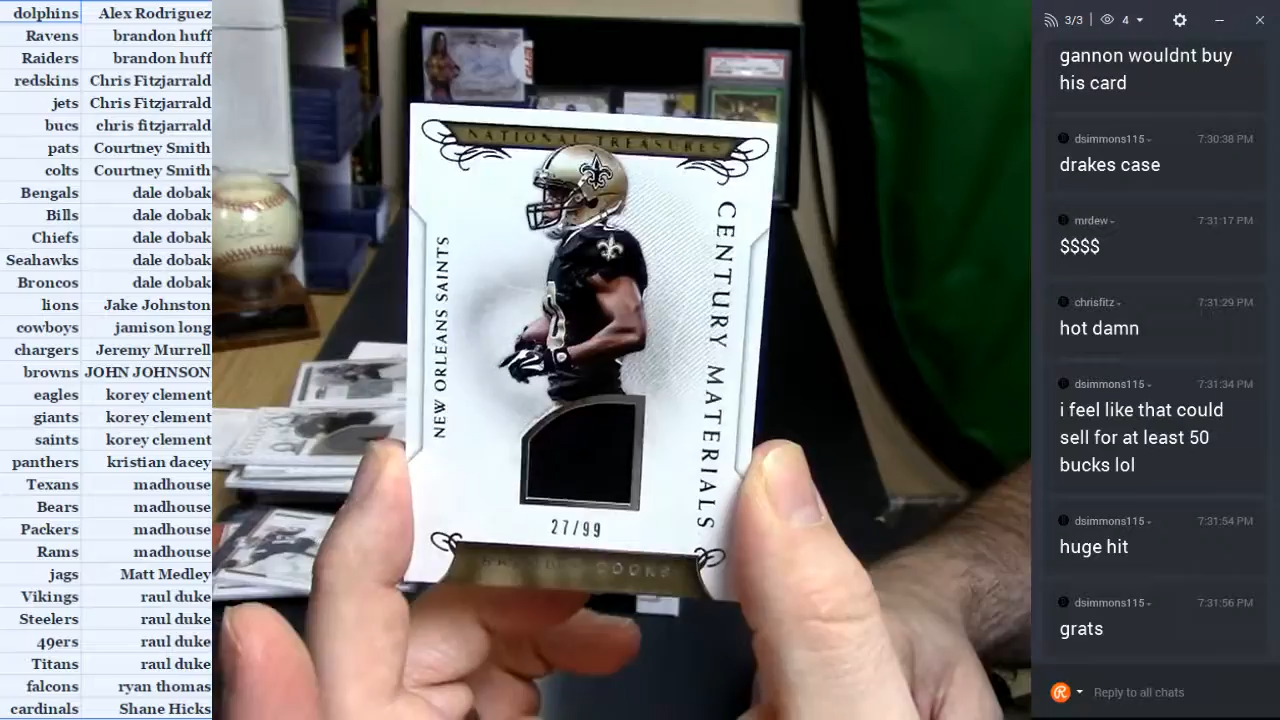 dolphins Alex Rodriguez
Ravens brandon huff
Raiders brandon huff
redskins Chris Fitzjarrald
jets Chris Fitzjarrald
bucs chris fitzjarrald
pats Courtney Smith
colts Courtney Smith
Bengals dale dobak
Bills dale dobak
Chiefs dale dobak
Seahawks dale dobak
Broncos dale dobak
lions Jake Johnston
cowboys jamison long
chargers Jeremy Murrell
browns JOHN JOHNSON
eagles korey clement
giants korey clement
saints korey clement
panthers kristian dacey
Texans madhouse
Bears madhouse
Packers madhouse
Rams madhouse
jags Matt Medley
Vikings raul duke
Steelers raul duke
49ers raul duke
Titans raul duke
falcons ryan thomas
cardinals Shane Hicks
NATIONAL TREASURES
NEW ORLEANS SAINTS
CENTURY MATERIALS
27/99
COOKS
3/3 4
gannon wouldnt buy
his card
dsimmons115 7:30:38 PM
drakes case
mrdew 7:31:17 PM
$$$$
chrisfitz 7:31:29 PM
hot damn
dsimmons115 7:31:34 PM
i feel like that could
sell for at least 50
bucks lol
dsimmons115 7:31:54 PM
huge hit
dsimmons115 7:31:56 PM
grats
Reply to all chats